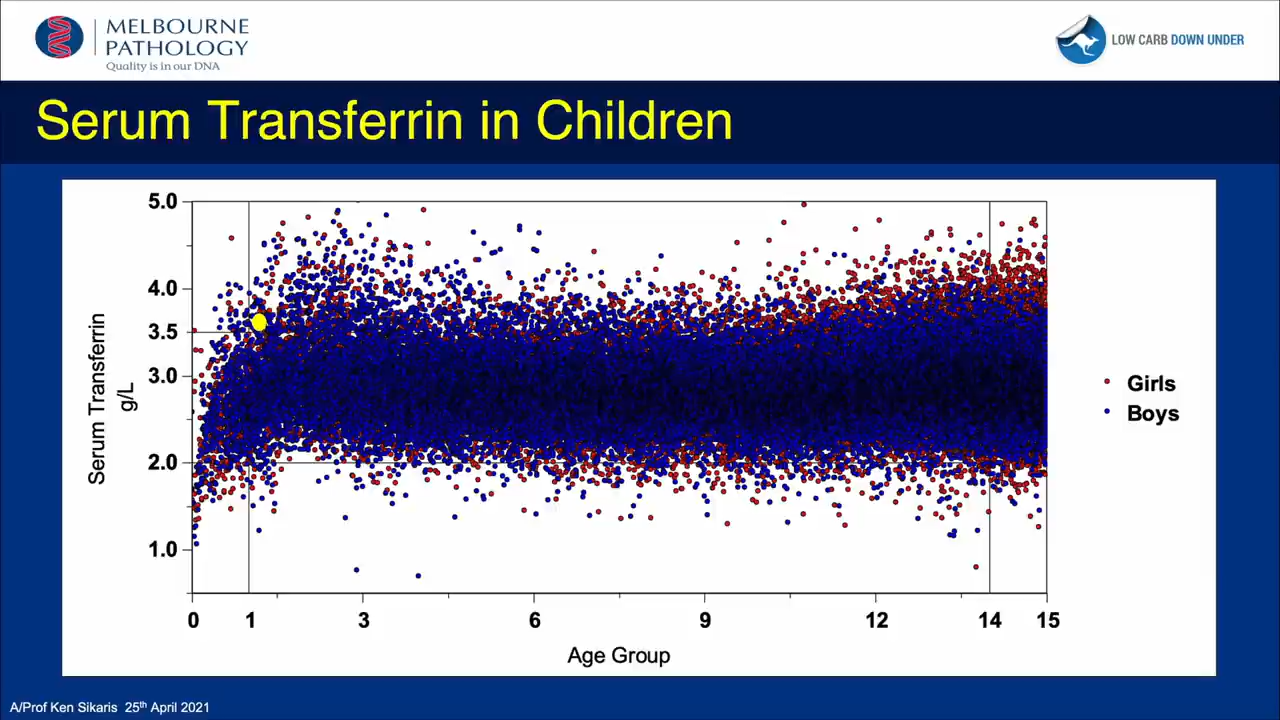 MELBOURNE
PATHOLOGY
Quality is in our DNA
LOW CARB DOWN UNDER
Serum Transferrin in Children
5.0
4.0
3.5
3.0
2.0
1.0
Serum Transferrin
g/L
0 1 3 6 9 12 14 15
Age Group
Girls
Boys
A/Prof Ken Sikaris 25th April 2021